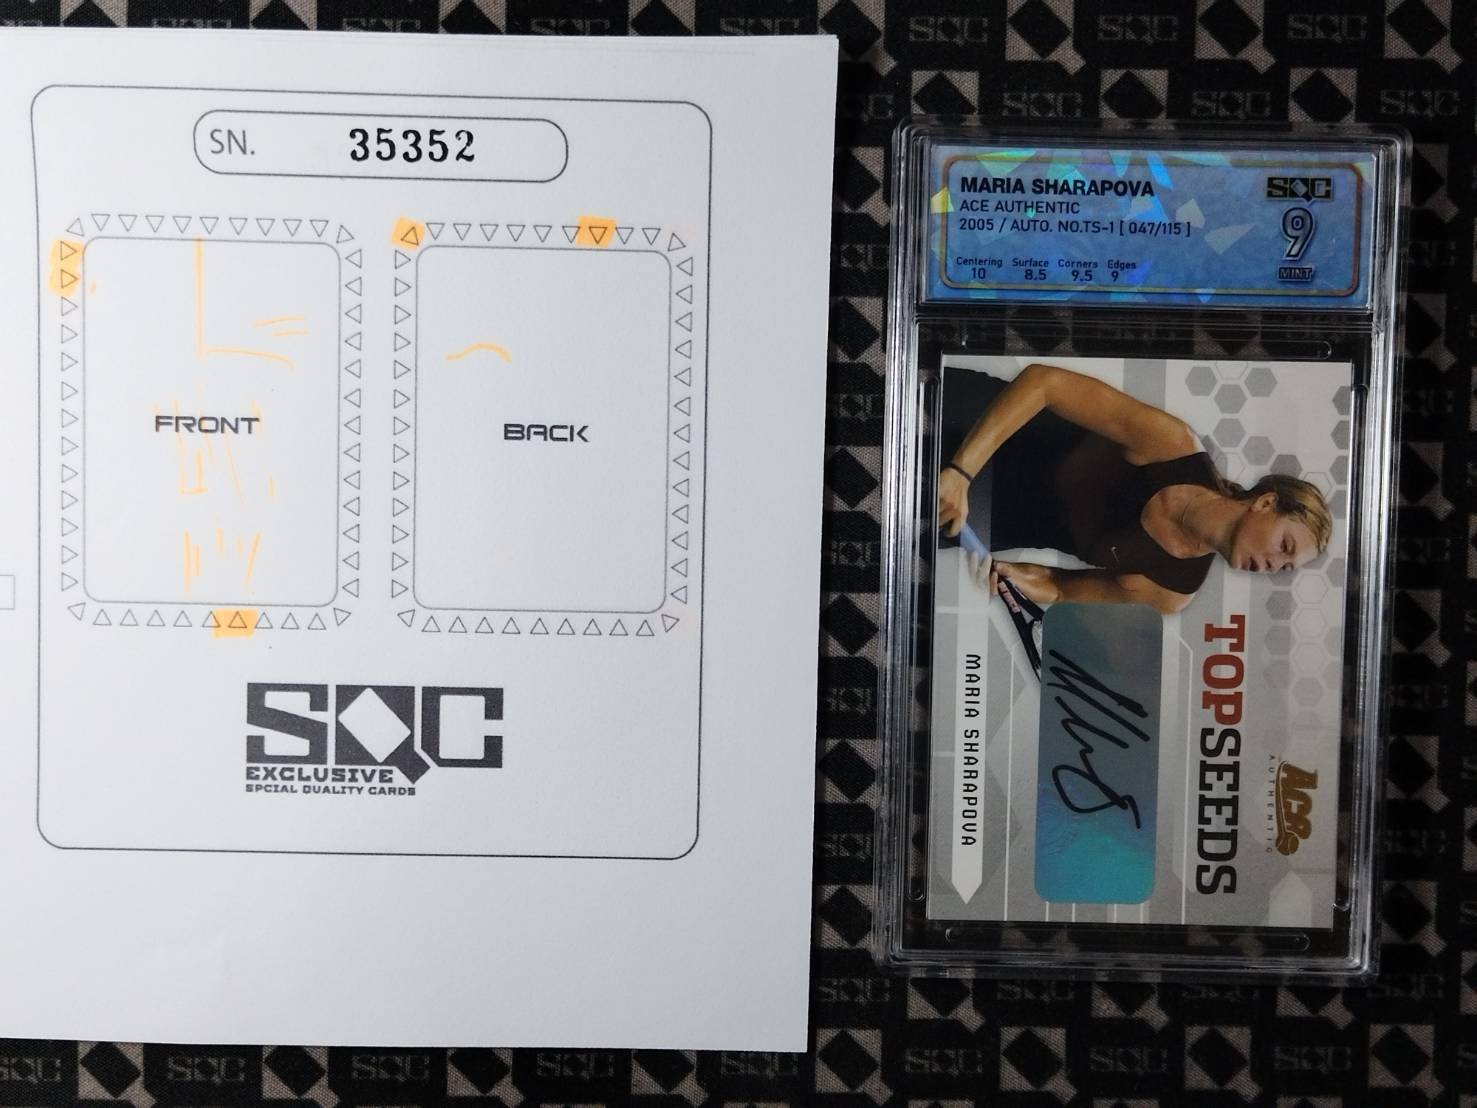 SN. 35352
FRONT
BACK
SQC
EXCLUSIVE
SPCIAL QUALITY CARDS
MARIA SHARAPOVA
ACE AUTHENTIC
2005 / AUTO. NO.TS-1 [ 047/115 ]
Centering Surface Corners Edges
10 8.5 9.5 9
SQC
9
MINT
TOPSEEDS
MARIA SHARAPOVA
ACE
AUTHENTIC